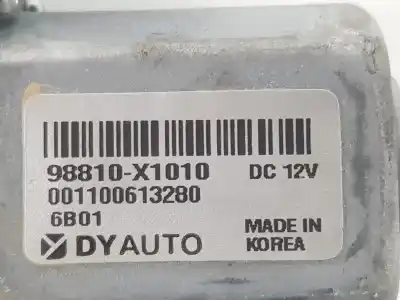 98810-X1010 DC 12V
001100613280
6B01
DYAUTO
MADE IN
KOREA